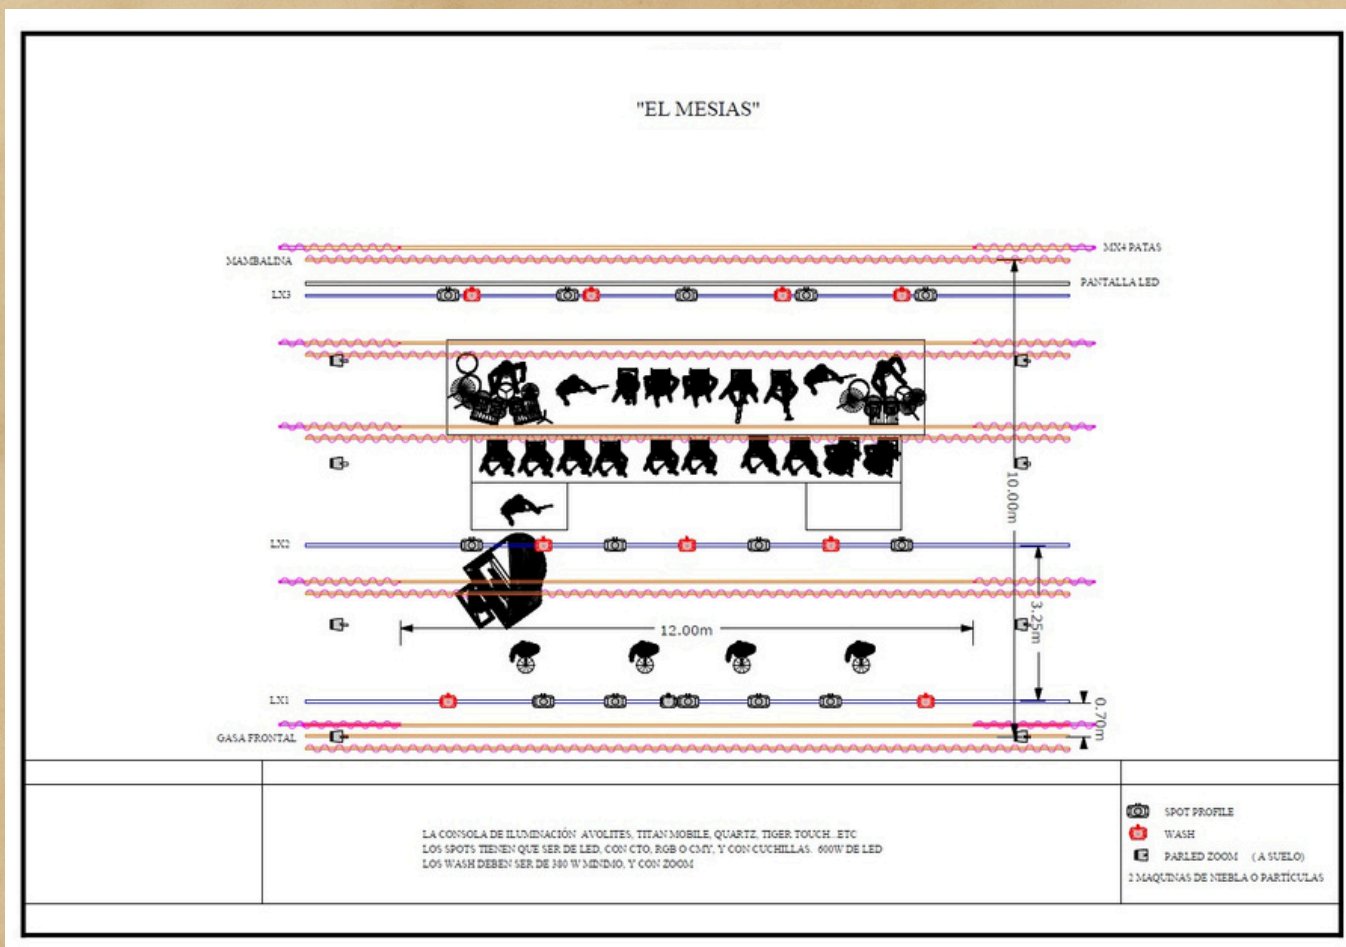 "EL MESIAS"
MX4 PATAS
MAMBALINA
PANTALLA LED
LX3
10.00m
LX2
3.25m
12.00m
LX1
0.70m
GASA FRONTAL
LA CONSOLA DE ILUMINACIÓN AVOLITES, TITAN MOBILE, QUARTZ, TIGER TOUCH.. ETC
LOS SPOTS TIENEN QUE SER DE LED, CON CTO, RGB O CMY, Y CON CUCHILLAS. 600W DE LED
LOS WASH DEBEN SER DE 380 W MINIMO, Y CON ZOOM
SPOT PROFILE
WASH
PARLED ZOOM ( A SUELO)
2 MAQUINAS DE NIEBLA O PARTÍCULAS